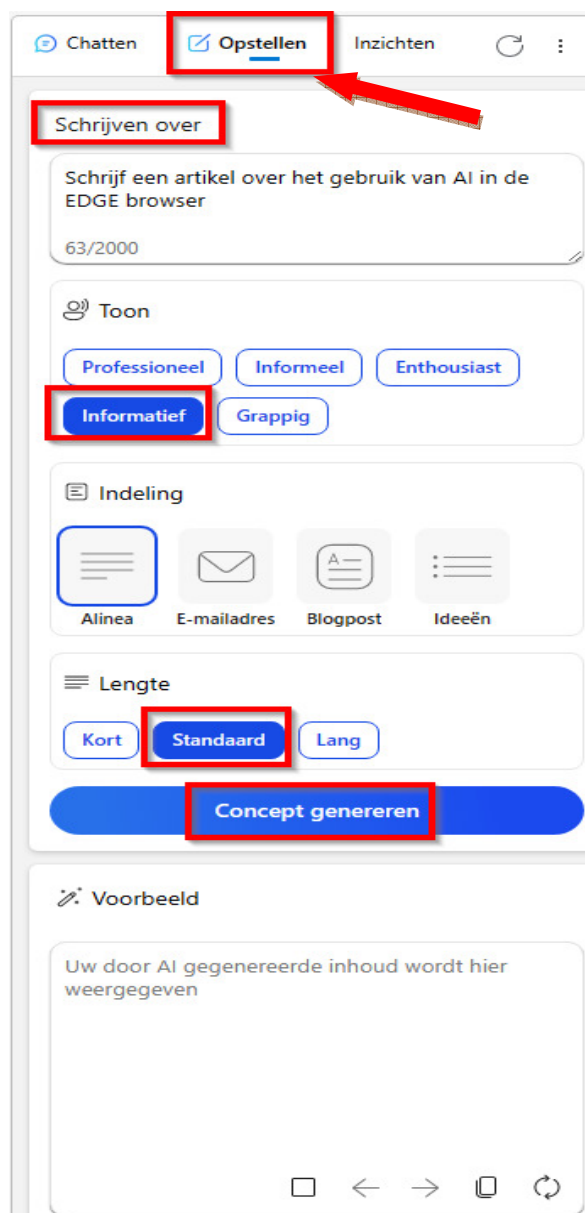 Chatten Opstellen Inzichten
Schrijven over
Schrijf een artikel over het gebruik van AI in de
EDGE browser
63/2000
Toon
Professioneel Informeel Enthousiast
Informatief Grappig
Indeling
A
Alinea E-mailadres Blogpost Ideeën
Lengte
Kort Standaard Lang
Concept genereren
Voorbeeld
Uw door AI gegenereerde inhoud wordt hier
weergegeven